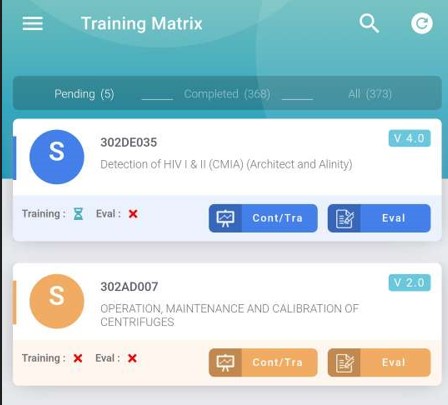 Training Matrix
Pending (5) Completed (368) All (373)
S
302DE035
V 4.0
Detection of HIV I & II (CMIA) (Architect and Alinity)
Training : Eval : Cont/Tra Eval
S
302AD007
V 2.0
OPERATION, MAINTENANCE AND CALIBRATION OF
CENTRIFUGES
Training : Eval : Cont/Tra Eval